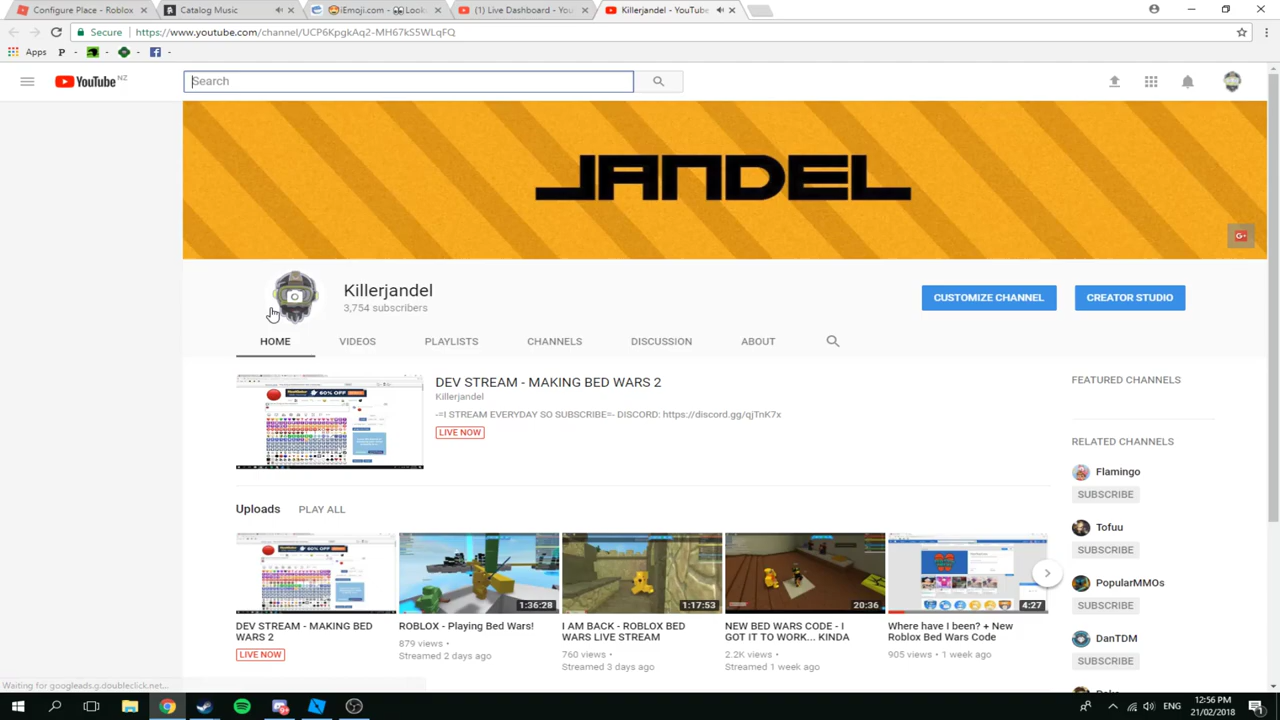 Configure Place - Roblox
Catalog Music
iEmoji.com - 👀Look
(1) Live Dashboard - You
Killerjandel - YouTube
Secure
https://www.youtube.com/channel/UCP6KpgkAq2-MH67kS5WLqFQ
Apps
P
YouTube NZ
Search
JANDEL
G+
Killerjandel
3,754 subscribers
CUSTOMIZE CHANNEL
CREATOR STUDIO
HOME
VIDEOS
PLAYLISTS
CHANNELS
DISCUSSION
ABOUT
DEV STREAM - MAKING BED WARS 2
Killerjandel
-=I STREAM EVERYDAY SO SUBSCRIBE=- DISCORD: https://discord.gg/qjTnK7x
LIVE NOW
FEATURED CHANNELS
RELATED CHANNELS
Flamingo
SUBSCRIBE
Tofuu
SUBSCRIBE
PopularMMOs
SUBSCRIBE
DanTDM
SUBSCRIBE
Uploads
PLAY ALL
60% OFF
1:36:28
1:17:53
20:36
4:27
DEV STREAM - MAKING BED
WARS 2
LIVE NOW
ROBLOX - Playing Bed Wars!
879 views •
Streamed 2 days ago
I AM BACK - ROBLOX BED
WARS LIVE STREAM
760 views •
Streamed 3 days ago
NEW BED WARS CODE - I
GOT IT TO WORK... KINDA
2.2K views •
Streamed 1 week ago
Where have I been? + New
Roblox Bed Wars Code
905 views • 1 week ago
Waiting for googleads.g.doubleclick.net...
ENG
12:56 PM
21/02/2018